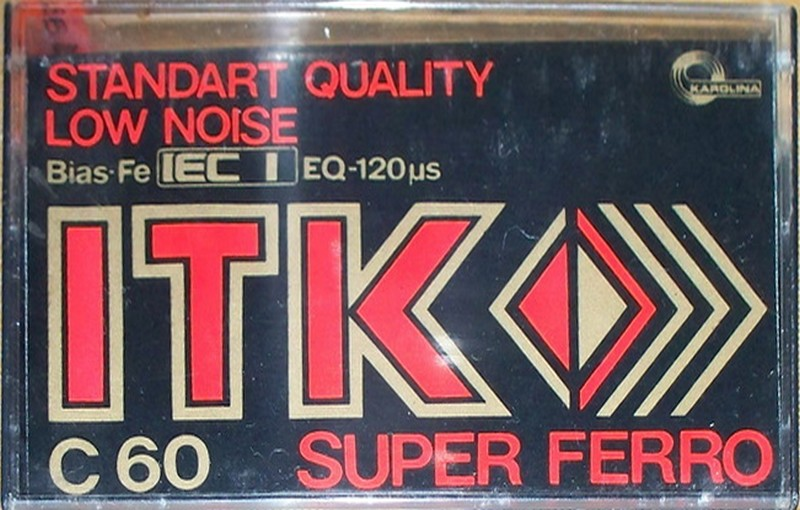 STANDART QUALITY
KAROLINA
LOW NOISE
Bias·Fe IEC I EQ-120µs
ITK
C 60 SUPER FERRO